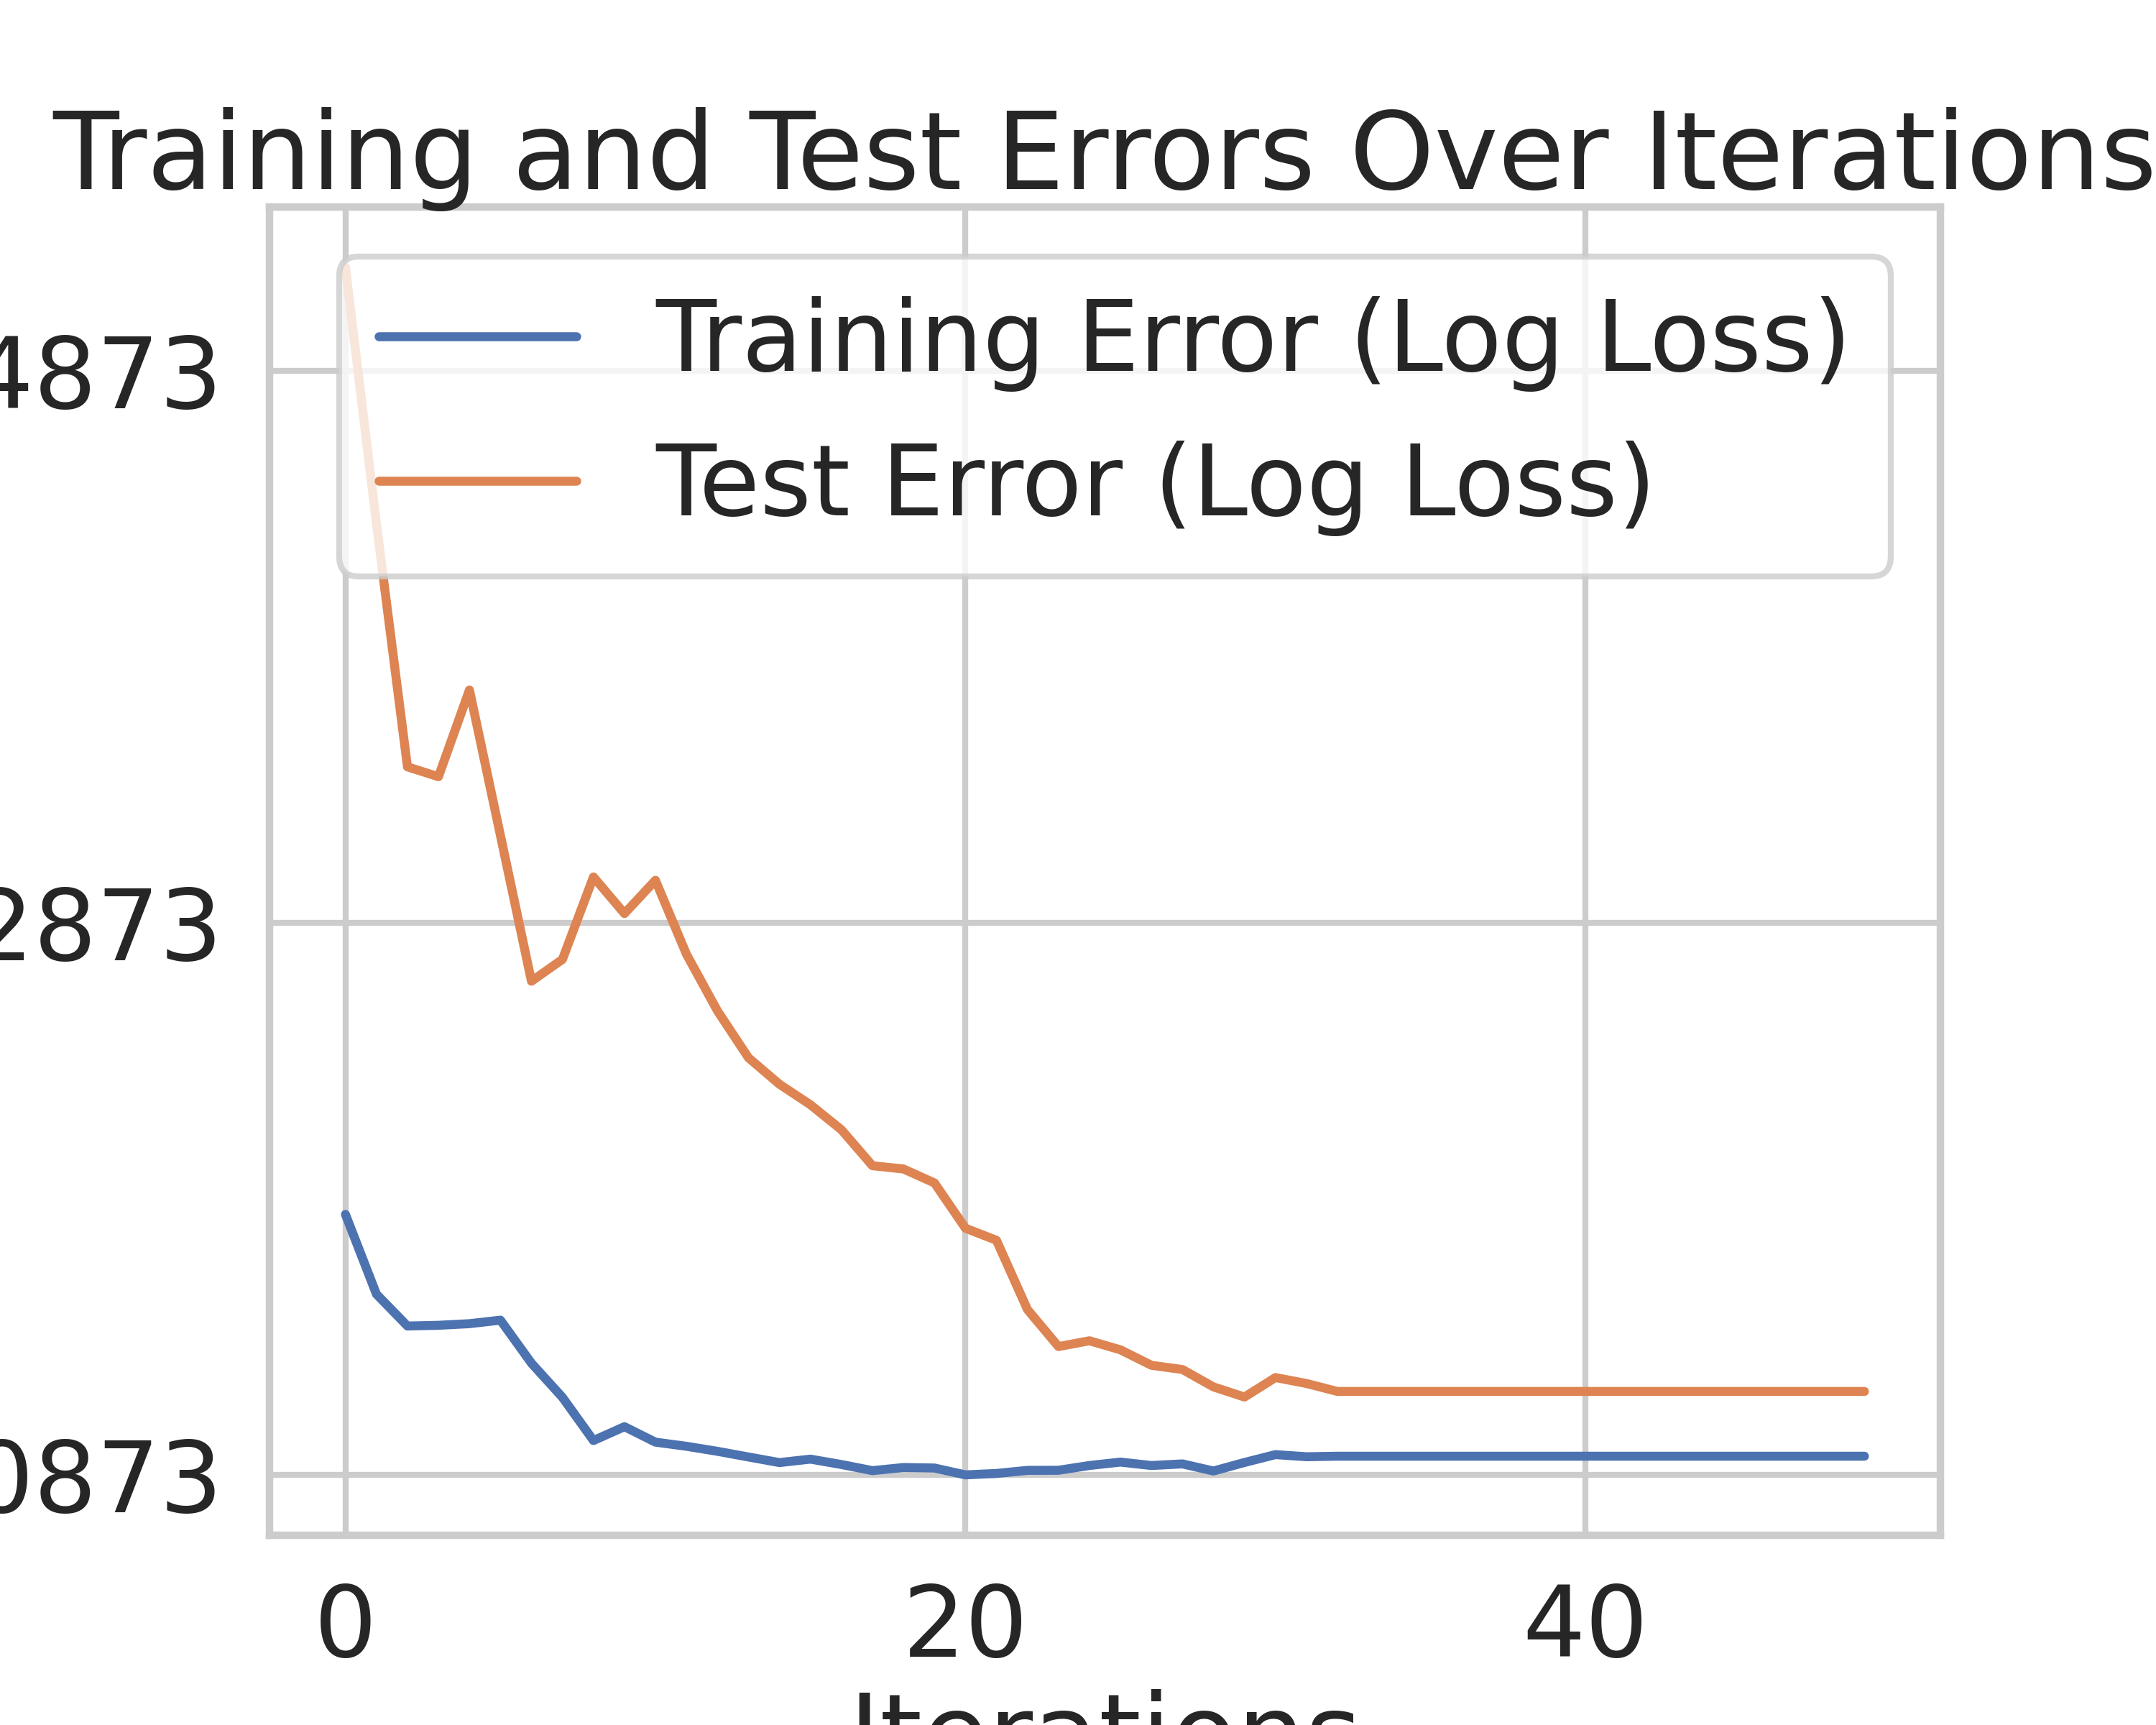 Training and Test Errors Over Iterations
Training Error (Log Loss)
Test Error (Log Loss)
4873
2873
0873
0 20 40
Iterations